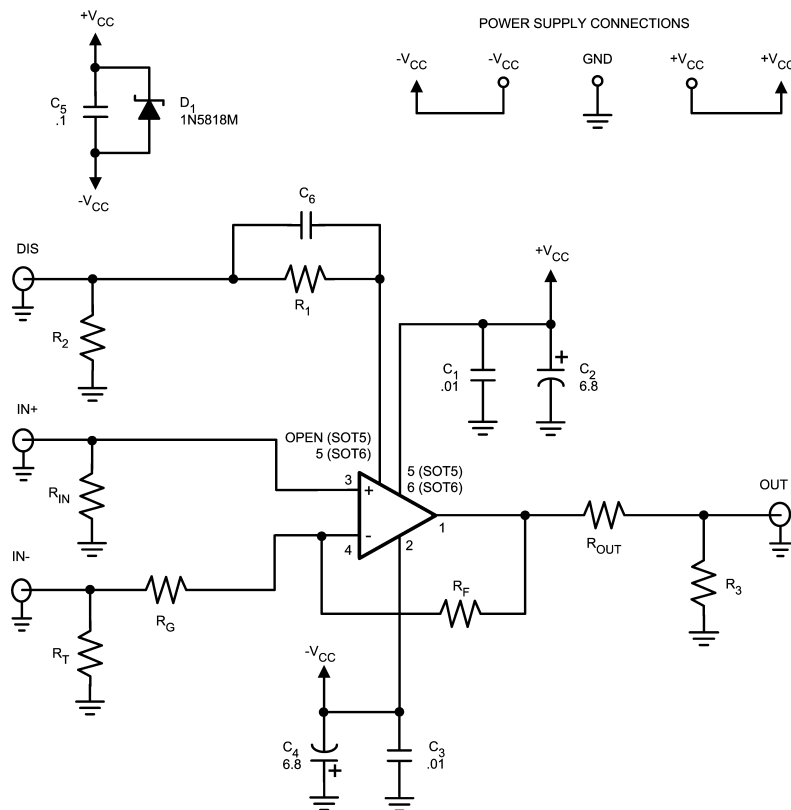 +VCC
POWER SUPPLY CONNECTIONS
-VCC
-VCC
GND
+VCC
+VCC
C5
.1
D1
1N5818M
-VCC
C6
DIS
R1
R2
+VCC
C1
.01
+
C2
6.8
IN+
OPEN (SOT5)
5 (SOT6)
5 (SOT5)
6 (SOT6)
RIN
3
+
-
4
2
1
OUT
ROUT
R3
IN-
RG
RF
RT
-VCC
C4
6.8
+
C3
.01